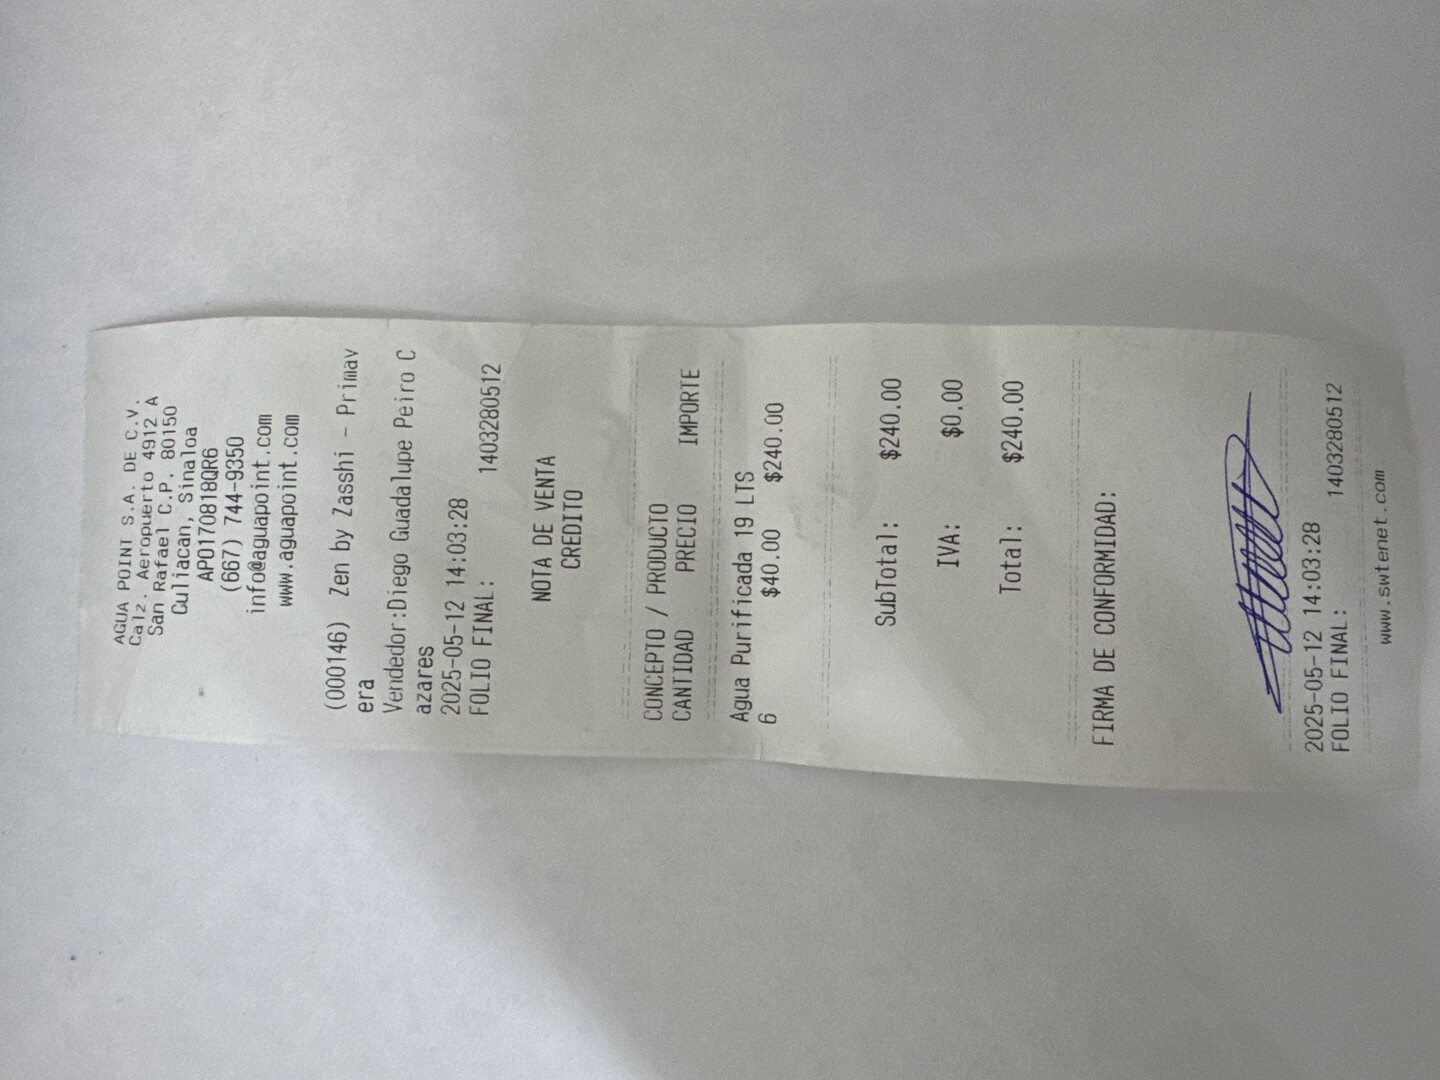 AGUA POINT S.A. DE C.V.
Calz. Aeropuerto 4912 A
San Rafael C.P. 80150
Culiacan, Sinaloa
APO170818QR6
(667) 744-9350
info@aguapoint.com
www.aguapoint.com
(000146) Zen by Zasshi - Primav
era
Vendedor:Diego Guadalupe Peiro C
azares
2025-05-12 14:03:28
FOLIO FINAL: 1403280512
NOTA DE VENTA
CREDITO
CONCEPTO / PRODUCTO
CANTIDAD PRECIO IMPORTE
Agua Purificada 19 LTS
6 $40.00 $240.00
SubTotal: $240.00
IVA: $0.00
Total: $240.00
FIRMA DE CONFORMIDAD:
2025-05-12 14:03:28
FOLIO FINAL: 1403280512
www.swtenet.com